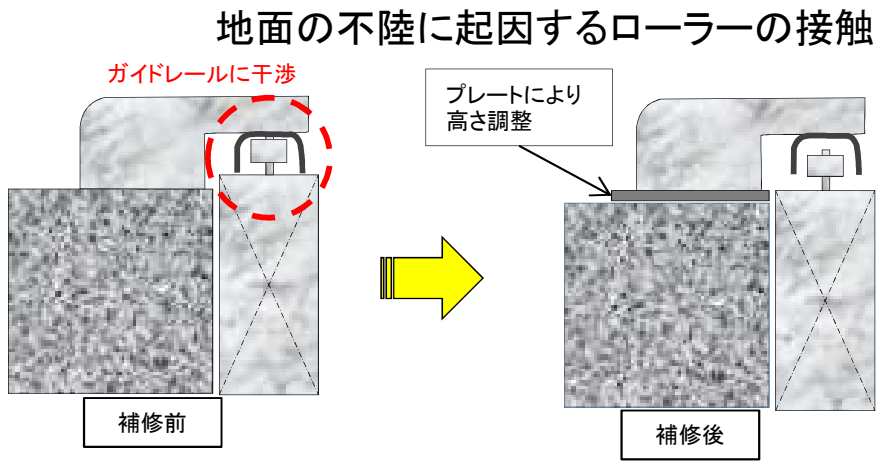 地面の不陸に起因するローラーの接触
ガイドレールに干渉
プレートにより
高さ調整
補修前
補修後